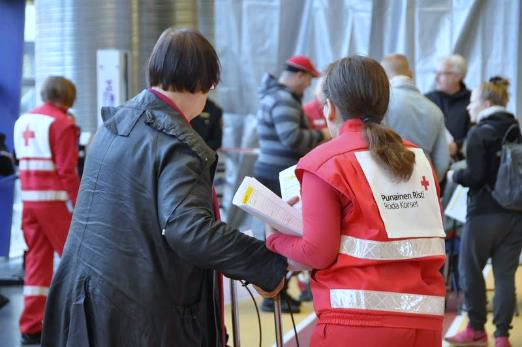 Punainen Risti
Röda Korset